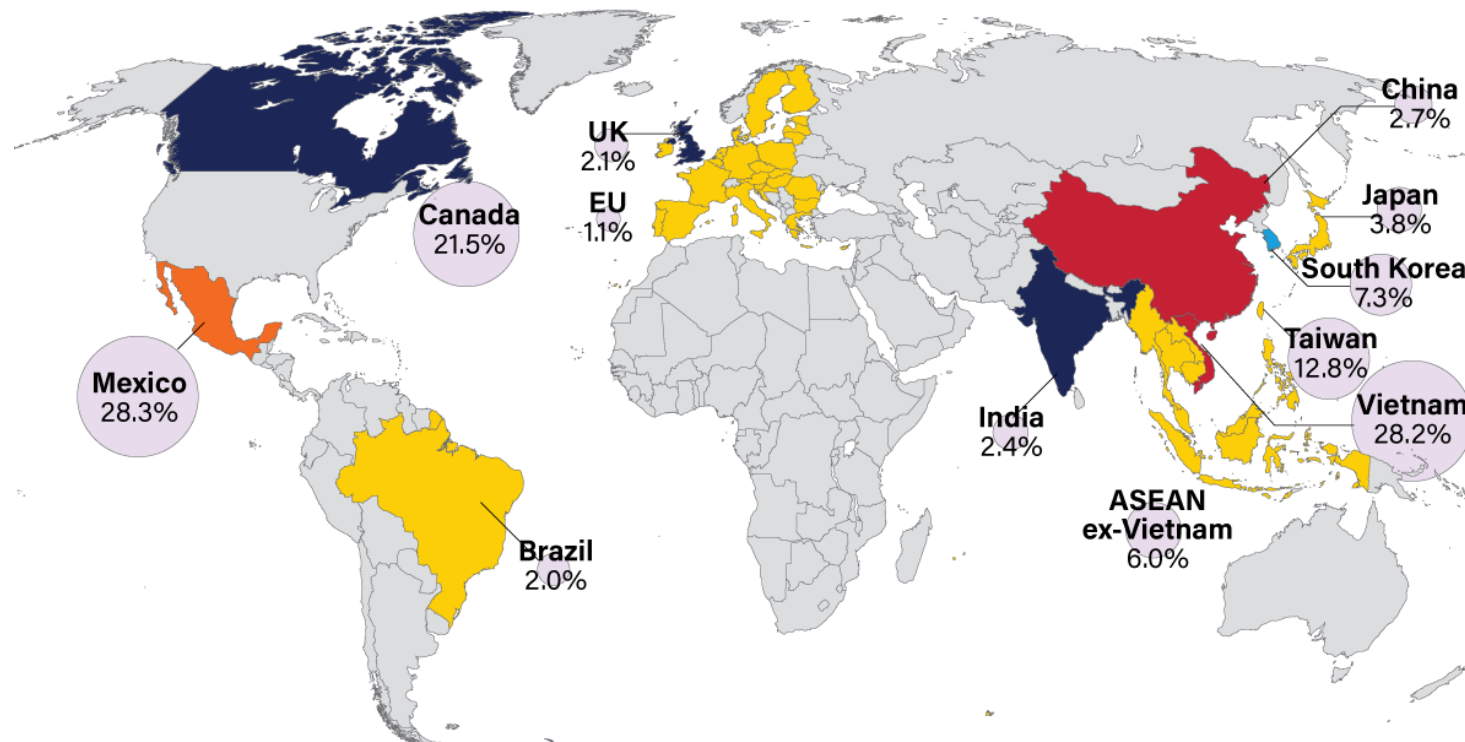 China
2.7%
UK
2.1%
Japan
3.8%
EU
1.1%
Canada
21.5%
South Korea
7.3%
Taiwan
12.8%
Mexico
28.3%
Vietnam
28.2%
India
2.4%
ASEAN
ex-Vietnam
6.0%
Brazil
2.0%